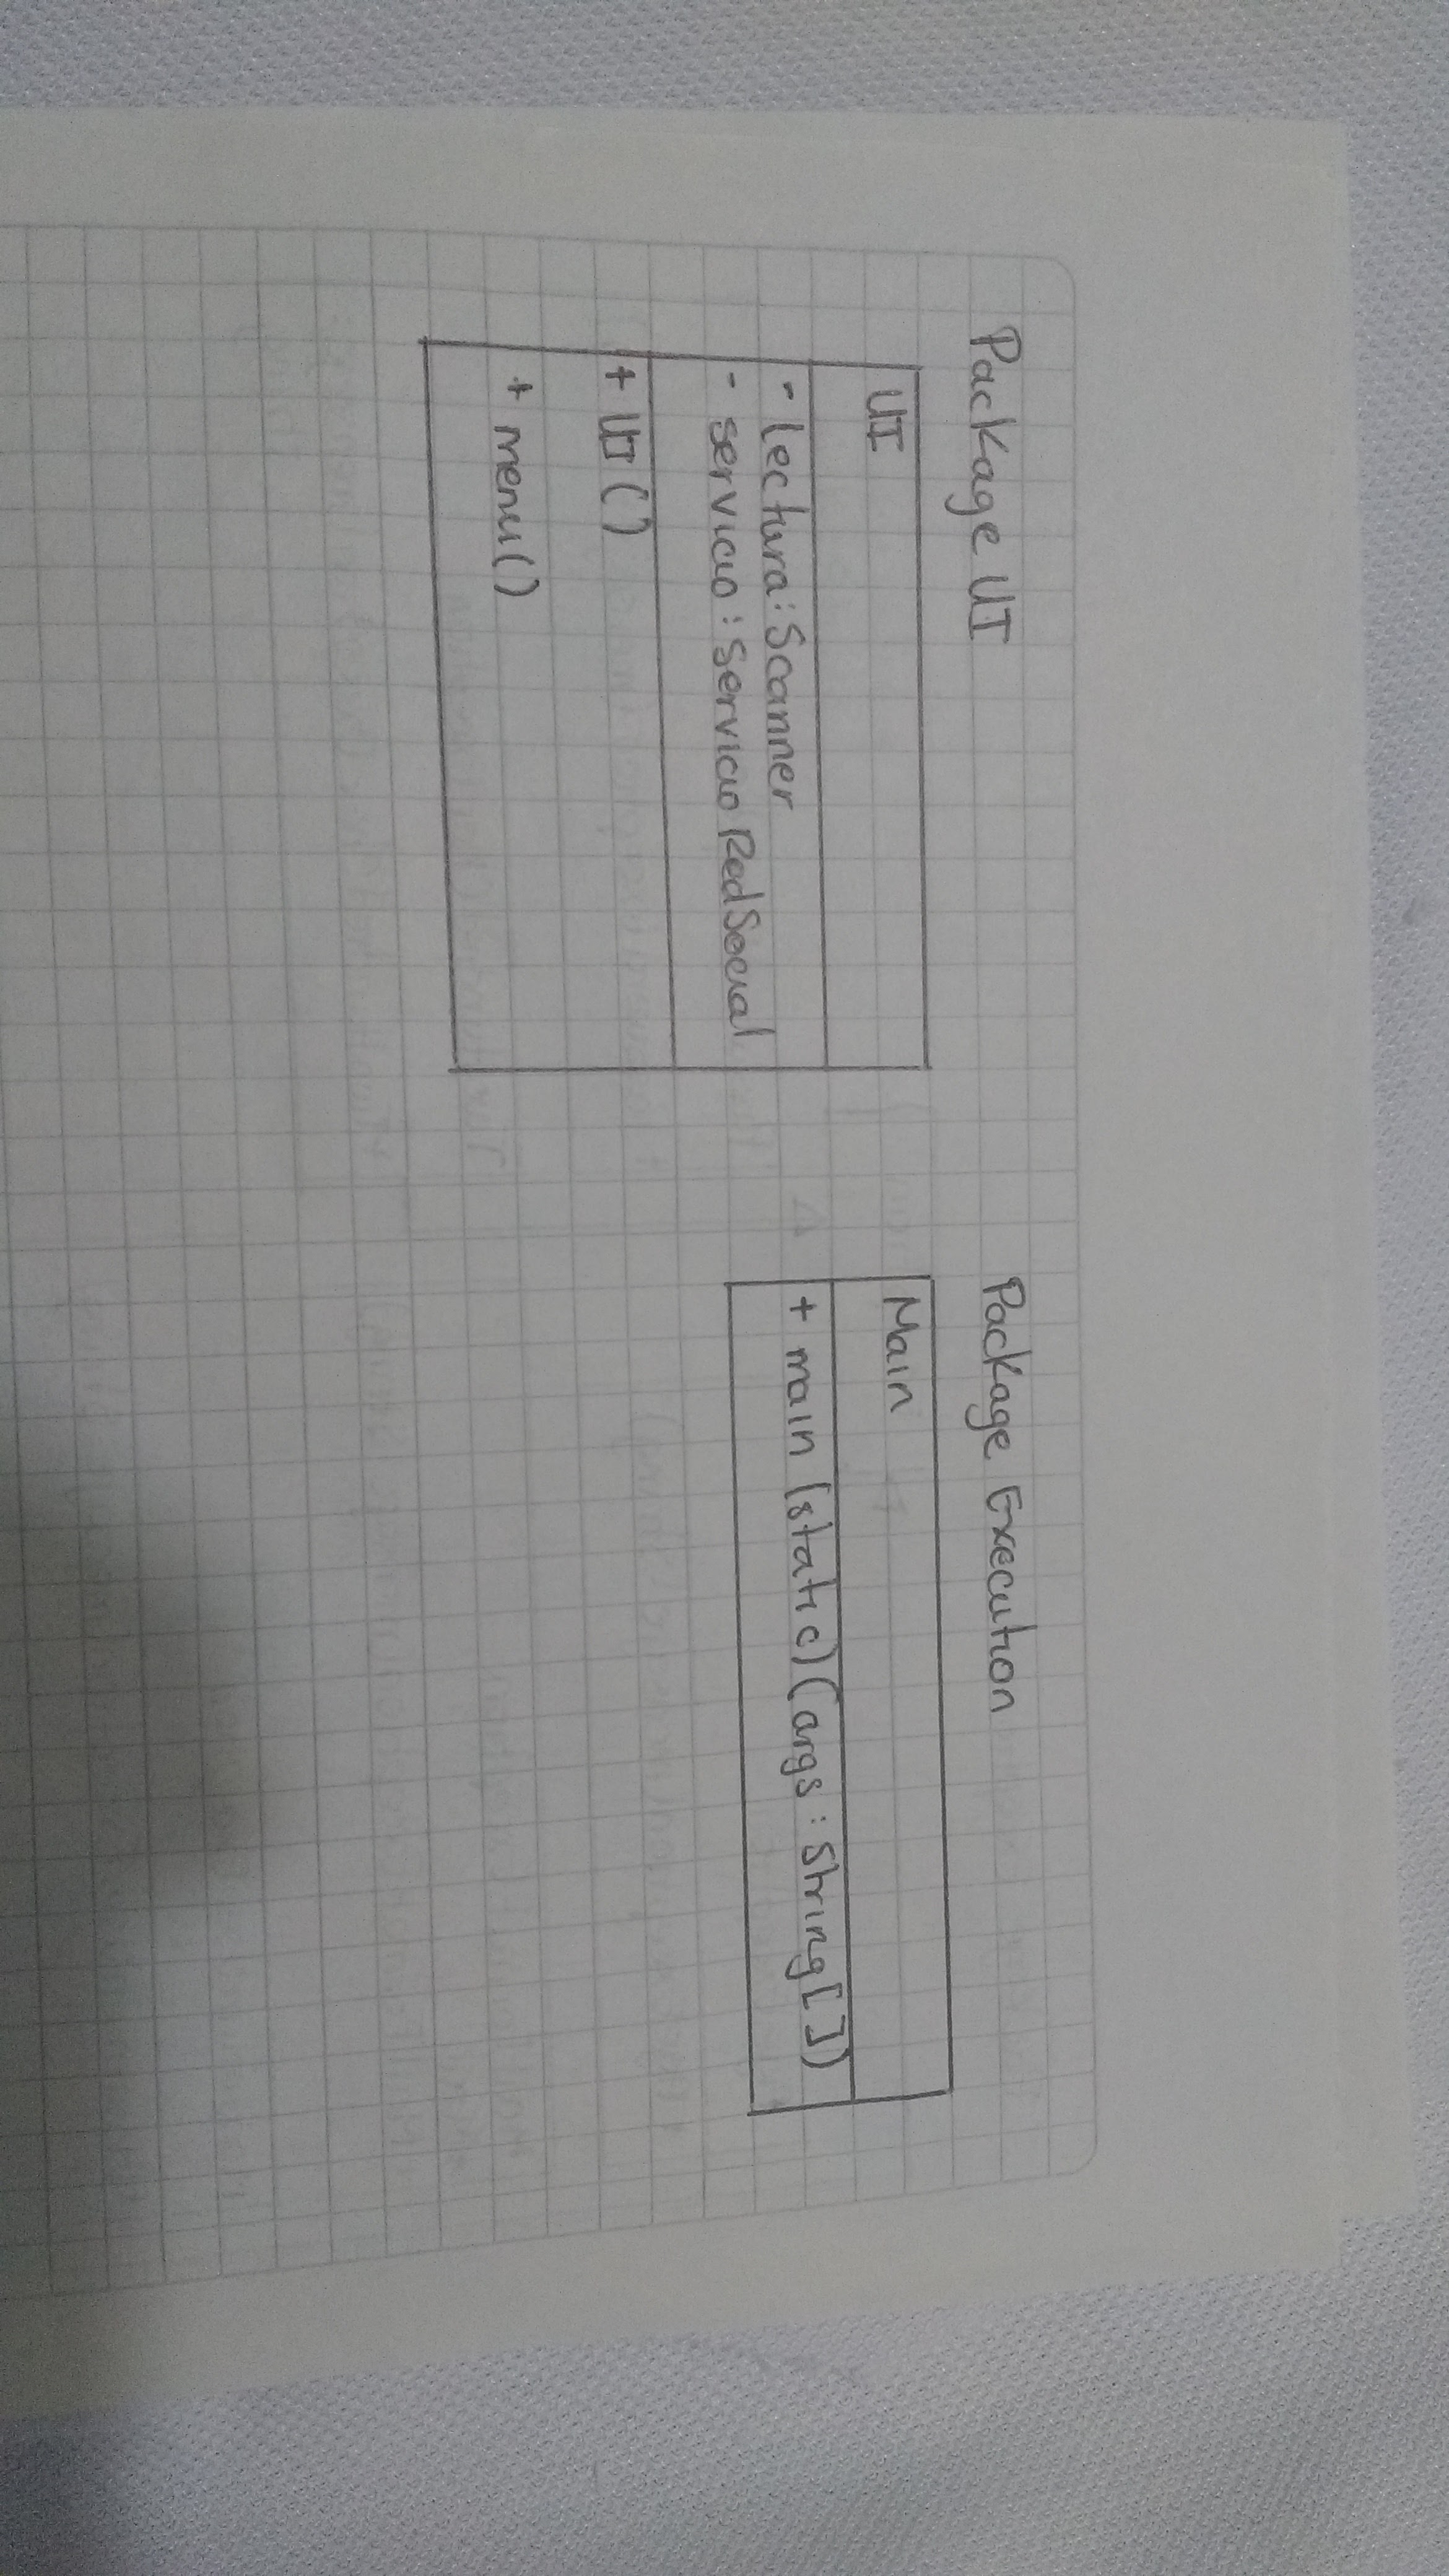 Package UI
UI
- lectura: Scanner
- servicio: Servicio RedSocial
+ UI ()
+ menu()
Package Execution
Main
+ main (static) (args: String[])